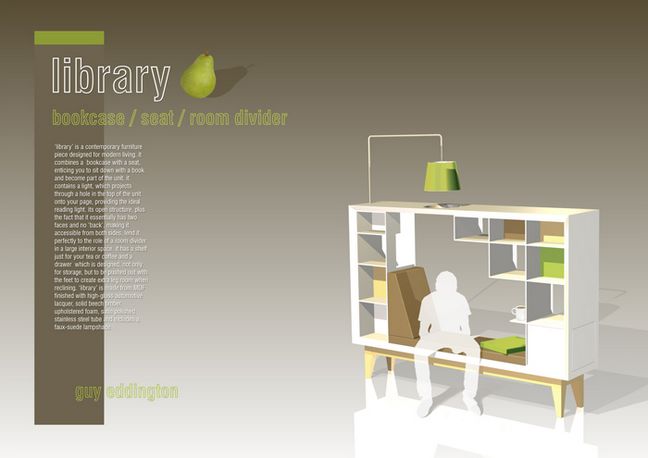 library
bookcase / seat / room divider
'library' is a contemporary furniture
piece designed for modern living. it
combines a bookcase with a seat,
enticing you to sit down with a book
and become part of the unit. it
contains a light, which projects
through a hole in the top of the unit
onto your page, providing the ideal
reading light. its open structure, plus
the fact that it essentially has two
faces and no 'back', making it
accessible from both sides, lend it
perfectly to the role of a room divider
in a large interior space. it has a shelf
just for your tea or coffee and a
drawer which is designed, not only
for storage, but to be pushed out with
the feet to create extra leg room when
reclining. 'library' is made from MDF
finished with high-gloss automotive
lacquer, solid beech timber,
upholstered foam, satin polished
stainless steel tube and includes a
faux-suede lampshade.
guy eddington